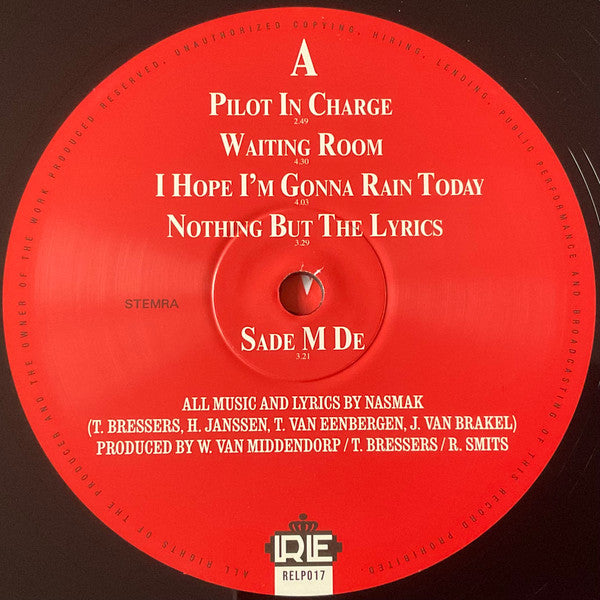 ALL RIGHTS OF THE PRODUCER AND THE OWNER OF THE WORK PRODUCED RESERVED. UNAUTHORIZED COPYING, HIRING, LENDING, PUBLIC PERFORMANCE AND BROADCASTING OF THIS RECORD PROHIBITED.
A
PILOT IN CHARGE
2.49
WAITING ROOM
4.30
I HOPE I'M GONNA RAIN TODAY
4.03
NOTHING BUT THE LYRICS
3.29
STEMRA
SADE M DE
3.21
ALL MUSIC AND LYRICS BY NASMAK
(T. BRESSERS, H. JANSSEN, T. VAN EENBERGEN, J. VAN BRAKEL)
PRODUCED BY W. VAN MIDDENDORP / T. BRESSERS / R. SMITS
RELP017